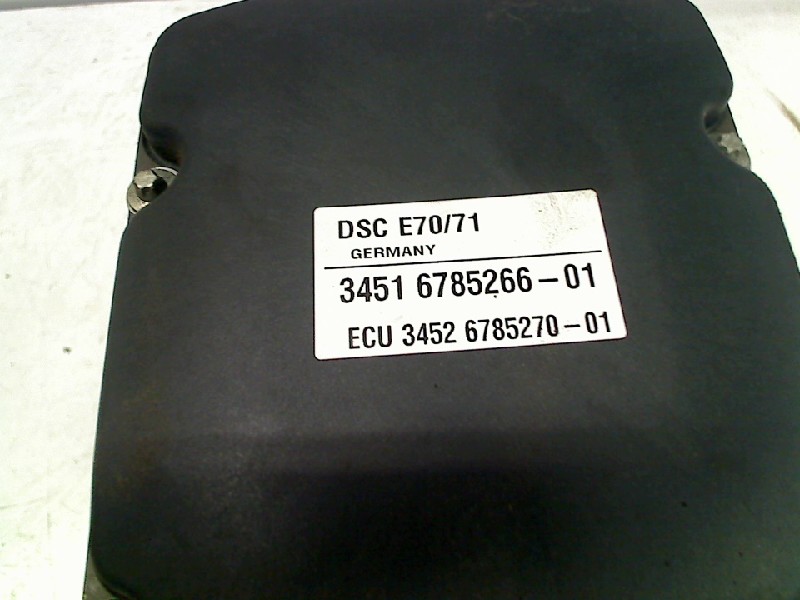 DSC E70/71
GERMANY
3451 6785266-01
ECU 3452 6785270-01